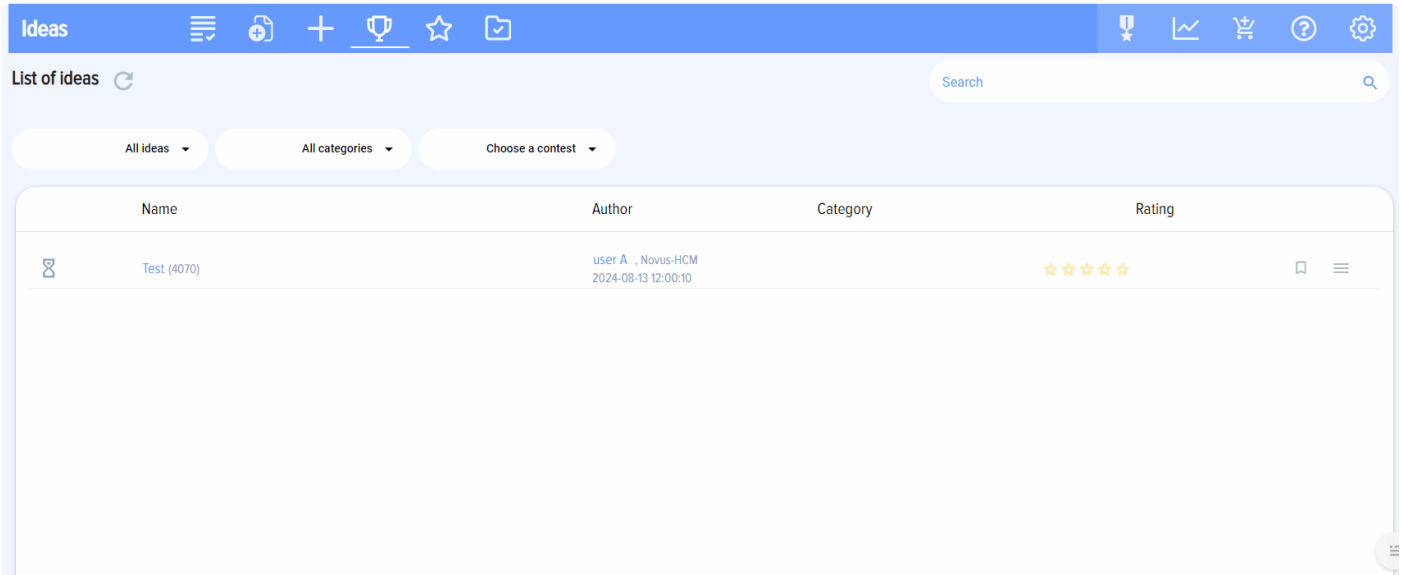 Ideas
List of ideas
Search
All ideas
All categories
Choose a contest
Name Author Category Rating
Test (4070)
user A , Novus-HCM
2024-08-13 12:00:10